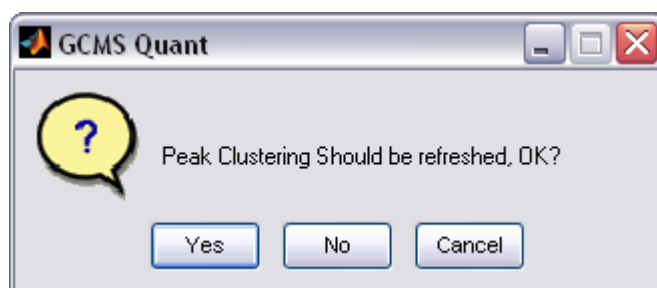 GCMS Quant
?
Peak Clustering Should be refreshed, OK?
Yes No Cancel